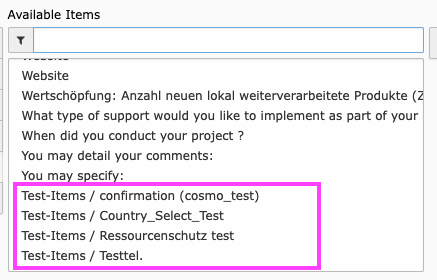 Available Items
Website
Website
Wertschöpfung: Anzahl neuen lokal weiterverarbeitete Produkte (Z
What type of support would you like to implement as part of your
When did you conduct your project ?
You may detail your comments:
You may specify:
Test-Items / confirmation (cosmo_test)
Test-Items / Country_Select_Test
Test-Items / Ressourcenschutz test
Test-Items / Testtel.